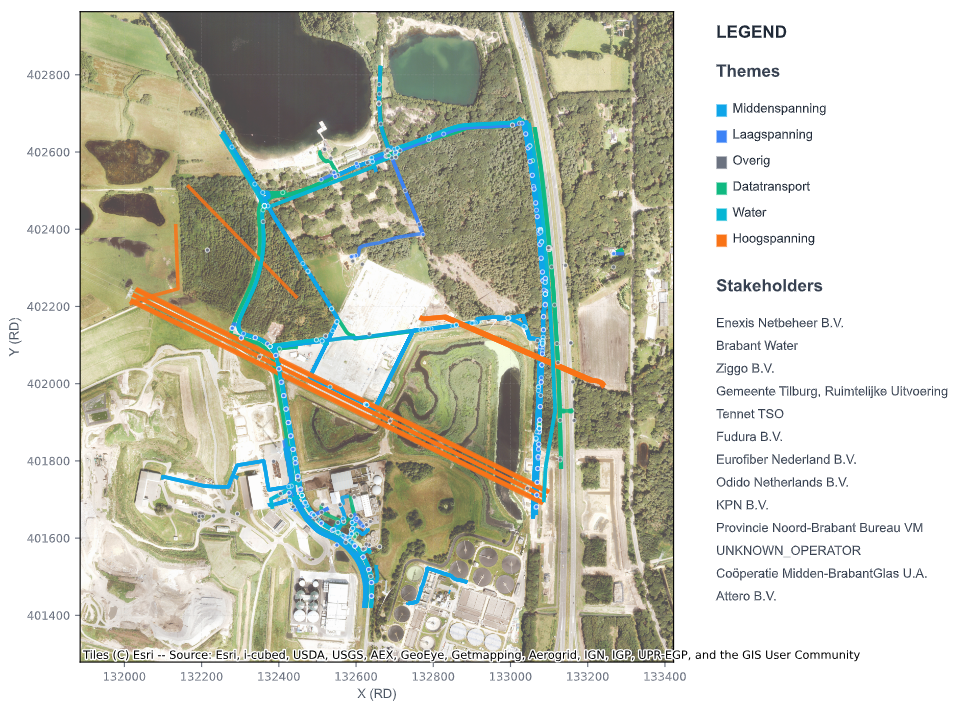 LEGEND
Themes
Middenspanning
Laagspanning
Overig
Datatransport
Water
Hoogspanning
Stakeholders
Enexis Netbeheer B.V.
Brabant Water
Ziggo B.V.
Gemeente Tilburg, Ruimtelijke Uitvoering
Tennet TSO
Fudura B.V.
Eurofiber Nederland B.V.
Odido Netherlands B.V.
KPN B.V.
Provincie Noord-Brabant Bureau VM
UNKNOWN_OPERATOR
Coöperatie Midden-BrabantGlas U.A.
Attero B.V.
Y (RD)
402800
402600
402400
402200
402000
401800
401600
401400
Tiles (C) Esri -- Source: Esri, i-cubed, USDA, USGS, AEX, GeoEye, Getmapping, Aerogrid, IGN, IGP, UPR-EGP, and the GIS User Community
132000 132200 132400 132600 132800 133000 133200 133400
X (RD)